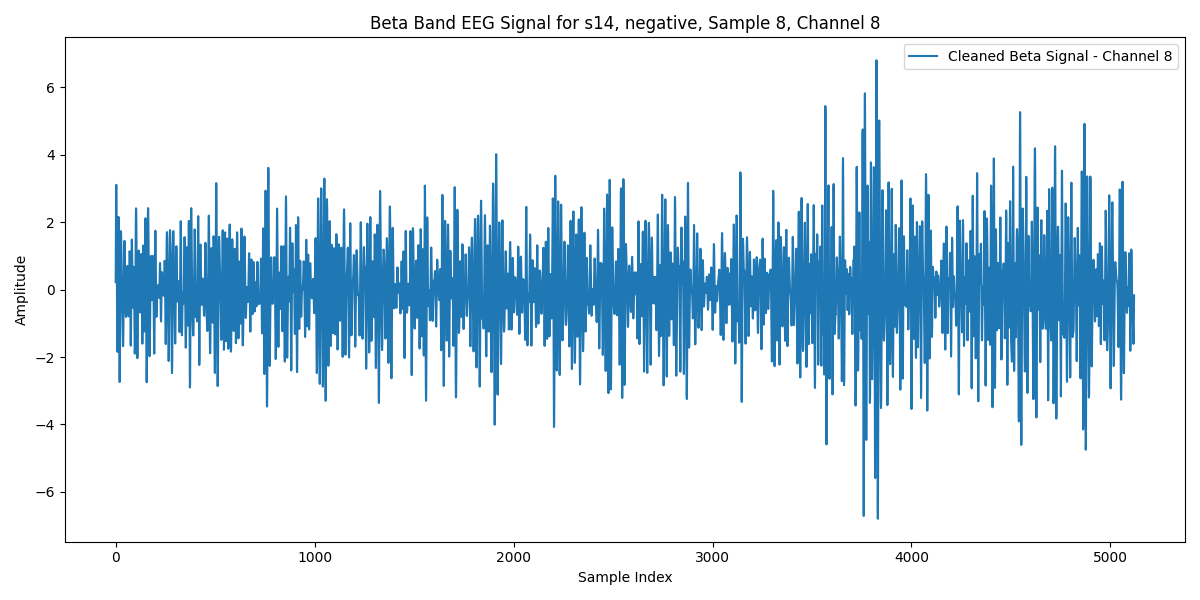 Beta Band EEG Signal for s14, negative, Sample 8, Channel 8
Cleaned Beta Signal - Channel 8
6
4
2
0
−2
−4
−6
Amplitude
0 1000 2000 3000 4000 5000
Sample Index